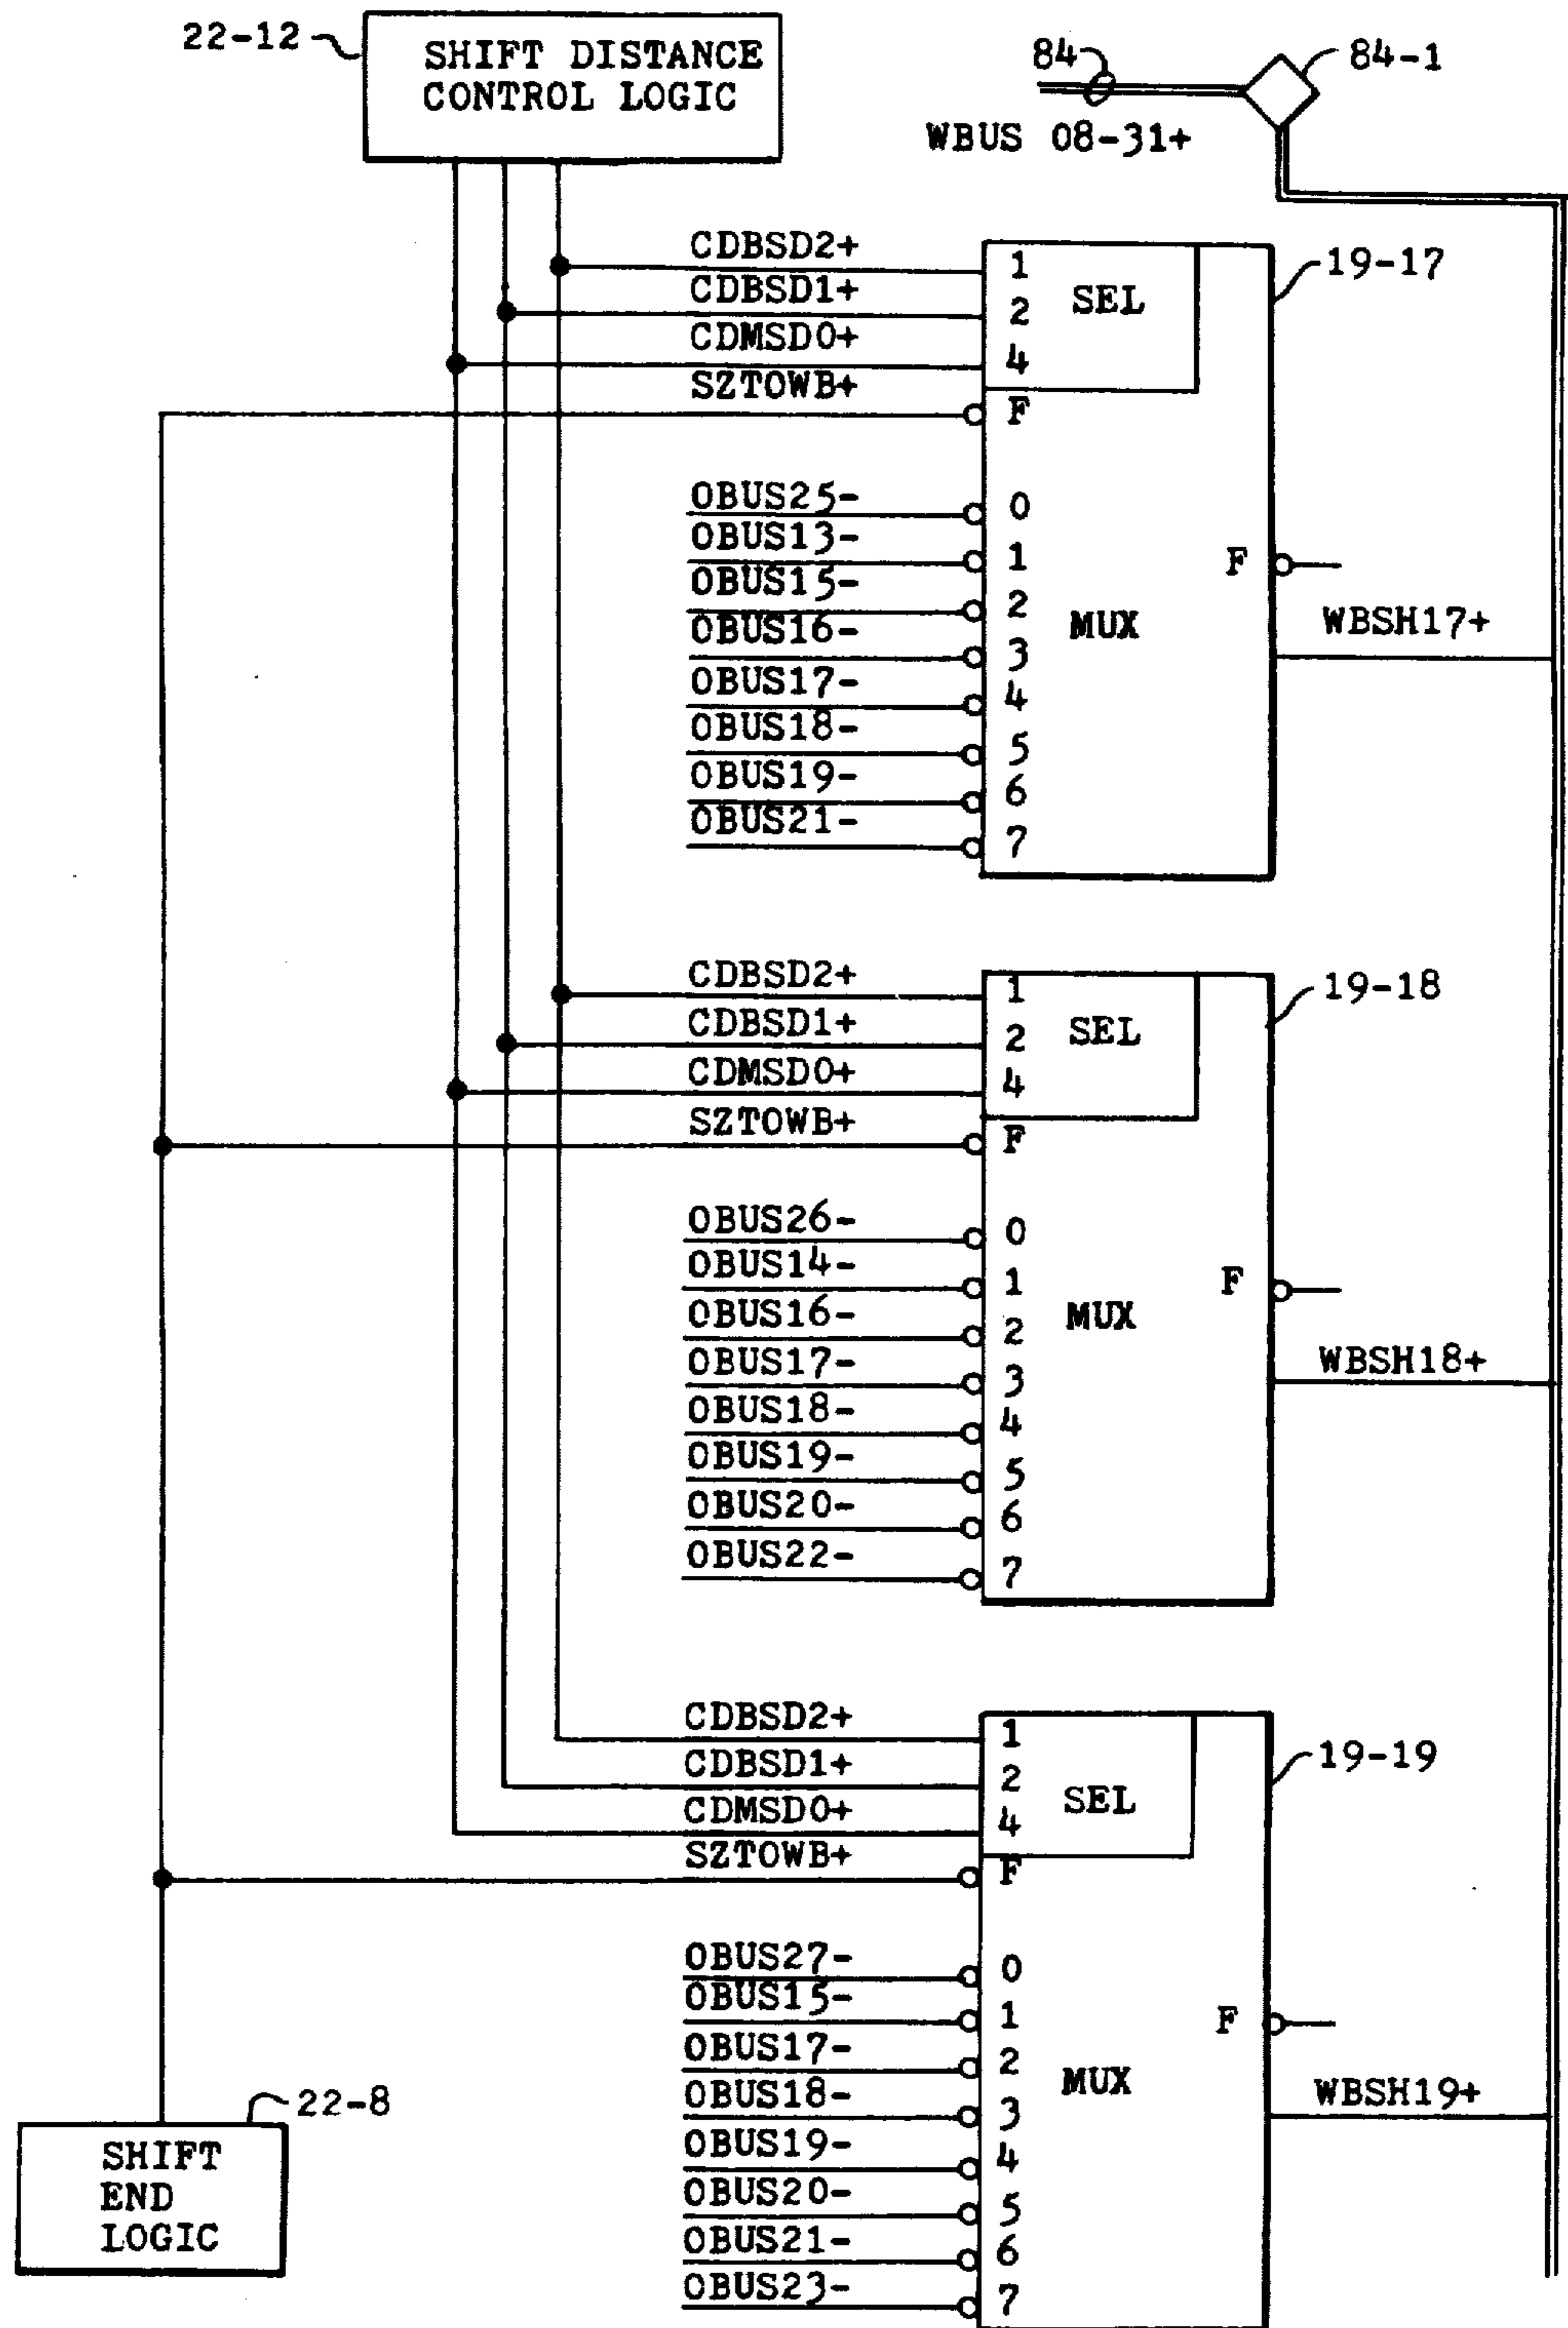 22-12
SHIFT DISTANCE
CONTROL LOGIC
84
84-1
WBUS 08-31+
CDBSD2+ 1
CDBSD1+ 2 SEL
CDMSD0+ 4
SZTOWB+ F
19-17
OBUS25- 0
OBUS13- 1
OBUS15- 2
OBUS16- 3
OBUS17- 4
OBUS18- 5
OBUS19- 6
OBUS21- 7
MUX
F
WBSH17+
CDBSD2+ 1
CDBSD1+ 2 SEL
CDMSD0+ 4
SZTOWB+ F
19-18
OBUS26- 0
OBUS14- 1
OBUS16- 2
OBUS17- 3
OBUS18- 4
OBUS19- 5
OBUS20- 6
OBUS22- 7
MUX
F
WBSH18+
CDBSD2+ 1
CDBSD1+ 2 SEL
CDMSD0+ 4
SZTOWB+ F
19-19
OBUS27- 0
OBUS15- 1
OBUS17- 2
OBUS18- 3
OBUS19- 4
OBUS20- 5
OBUS21- 6
OBUS23- 7
MUX
F
WBSH19+
22-8
SHIFT
END
LOGIC